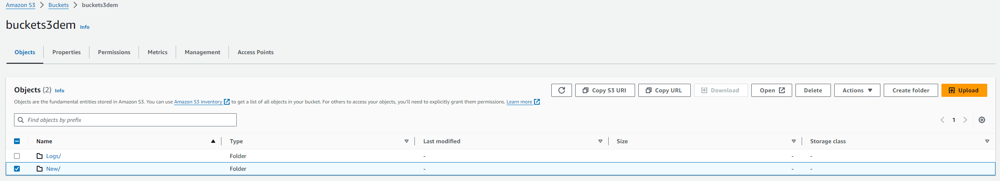 Amazon S3 > Buckets > buckets3dem
buckets3dem Info
Objects Properties Permissions Metrics Management Access Points
Objects (2) Info
Copy S3 URI Copy URL Download Open Delete Actions Create folder Upload
Objects are the fundamental entities stored in Amazon S3. You can use Amazon S3 inventory to get a list of all objects in your bucket. For others to access your objects, you'll need to explicitly grant them permissions. Learn more
Find objects by prefix
1
Name Type Last modified Size Storage class
Logs/ Folder - - -
New/ Folder - - -